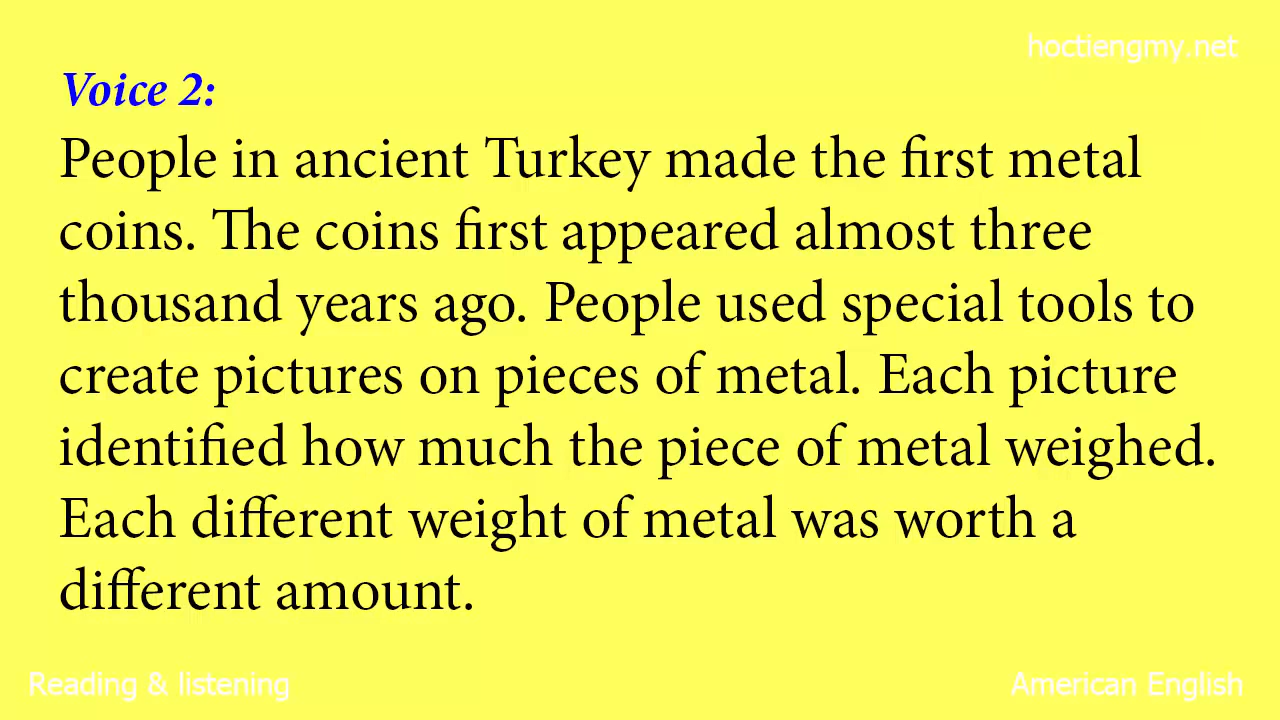 hoctiengmy.net
Voice 2:
People in ancient Turkey made the first metal
coins. The coins first appeared almost three
thousand years ago. People used special tools to
create pictures on pieces of metal. Each picture
identified how much the piece of metal weighed.
Each different weight of metal was worth a
different amount.
Reading & listening
American English